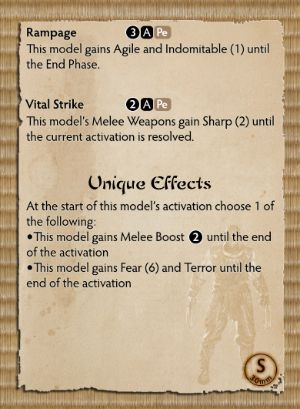 Rampage 3 A Pe
This model gains Agile and Indomitable (1) until
the End Phase.
Vital Strike 2 A Pe
This model's Melee Weapons gain Sharp (2) until
the current activation is resolved.
Unique Effects
At the start of this model's activation choose 1 of
the following:
•This model gains Melee Boost 2 until the end
of the activation
•This model gains Fear (6) and Terror until the
end of the activation
S
30mm